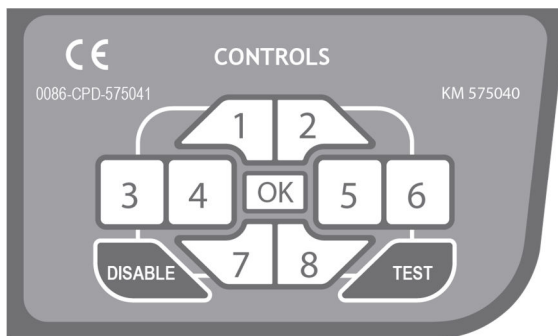 CE CONTROLS
0086-CPD-575041 KM 575040
1 2
3 4 OK 5 6
DISABLE 7 8 TEST